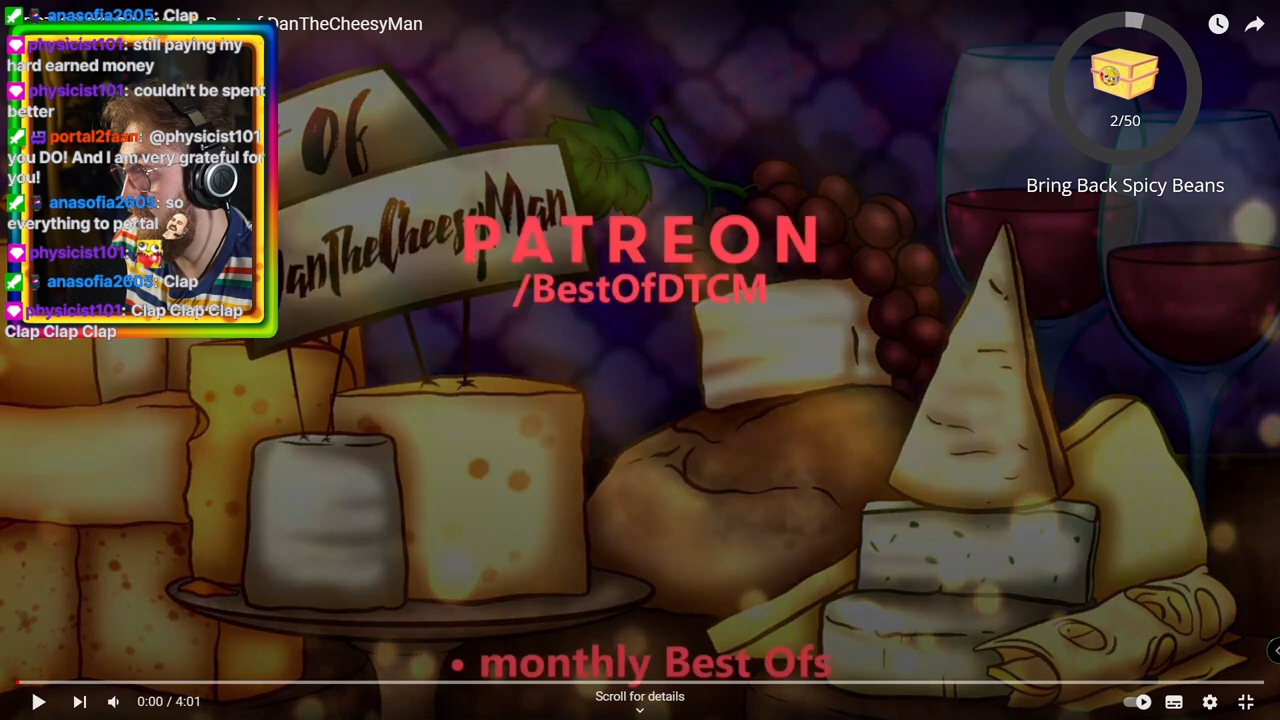 anasofia2605: Clap
Best of DanTheCheesyMan
physicist101: still paying my
hard earned money
physicist101: couldn't be spent
better
portal2faan: @physicist101
you DO! And I am very grateful for
you!
anasofia2605: so
everything to portal
physicist101:
anasofia2605: Clap
physicist101: Clap Clap Clap
Clap Clap Clap
Of
DanTheCheesyMan
PATREON
/BestOfDTCM
2/50
Bring Back Spicy Beans
• monthly Best Ofs
Scroll for details
0:00 / 4:01